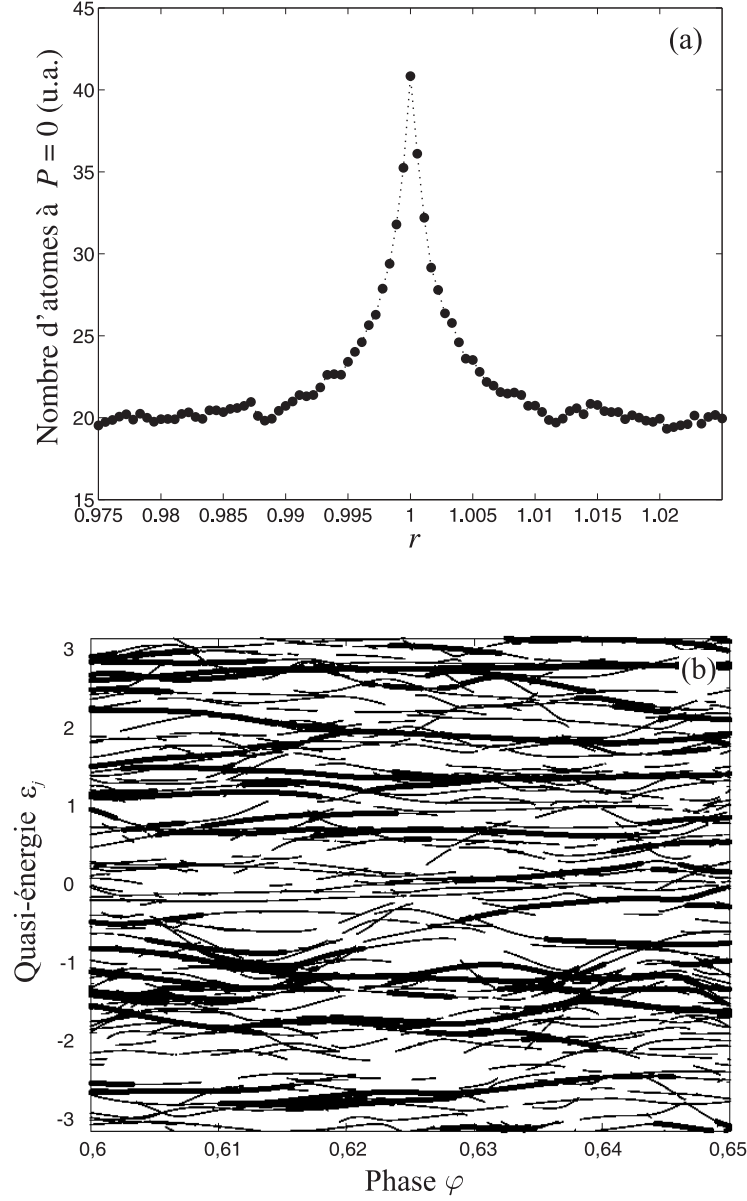 45
(a)
40
35
30
25
20
15
Nombre d'atomes à P = 0 (u.a.)
0.975 0.98 0.985 0.99 0.995 1 1.005 1.01 1.015 1.02
r
3
(b)
2
1
0
-1
-2
-3
Quasi-énergie εj
0,6 0,61 0,62 0,63 0,64 0,65
Phase φ